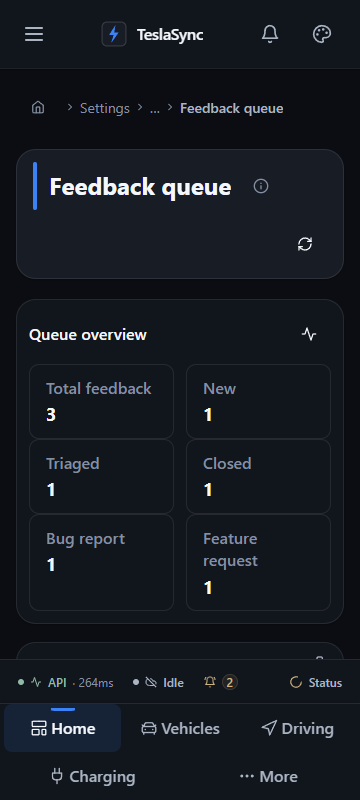 TeslaSync
Settings
...
Feedback queue
Feedback queue
Queue overview
Total feedback
3
New
1
Triaged
1
Closed
1
Bug report
1
Feature
request
1
API · 264ms
Idle
2
Status
Home
Vehicles
Driving
Charging
More